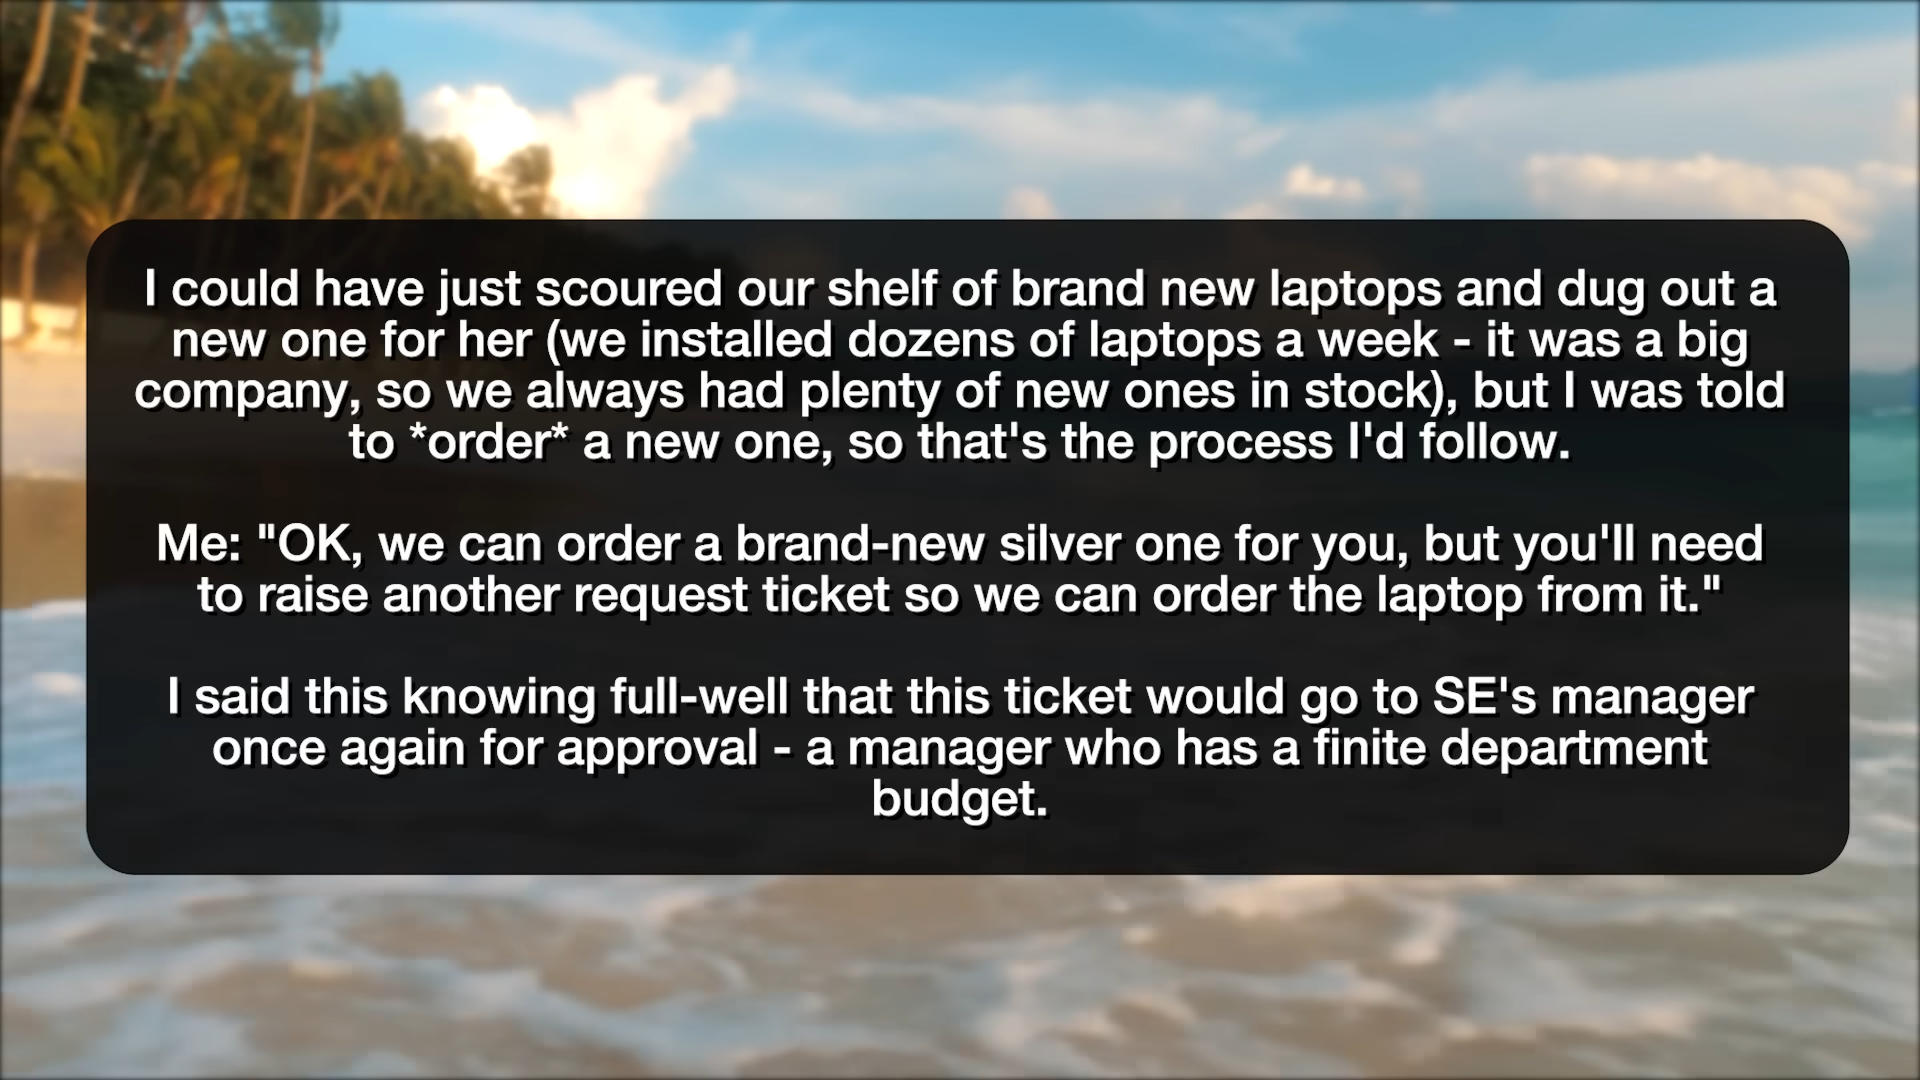 I could have just scoured our shelf of brand new laptops and dug out a
new one for her (we installed dozens of laptops a week - it was a big
company, so we always had plenty of new ones in stock), but I was told
to *order* a new one, so that's the process I'd follow.
Me: "OK, we can order a brand-new silver one for you, but you'll need
to raise another request ticket so we can order the laptop from it."
I said this knowing full-well that this ticket would go to SE's manager
once again for approval - a manager who has a finite department
budget.